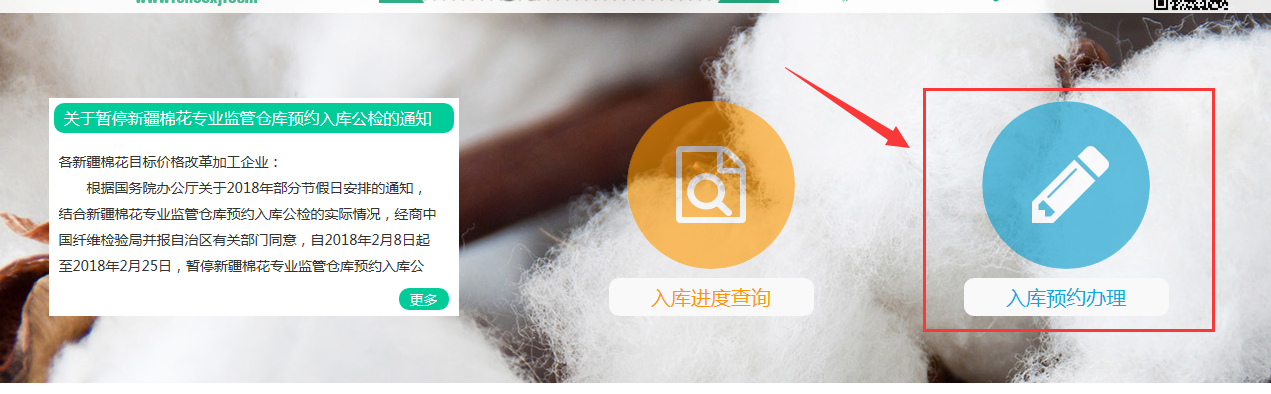 关于暂停新疆棉花专业监管仓库预约入库公检的通知
各新疆棉花目标价格改革加工企业：
根据国务院办公厅关于2018年部分节假日安排的通知，
结合新疆棉花专业监管仓库预约入库公检的实际情况，经商中
国纤维检验局并报自治区有关部门同意，自2018年2月8日起
至2018年2月25日，暂停新疆棉花专业监管仓库预约入库公
更多
入库进度查询
入库预约办理